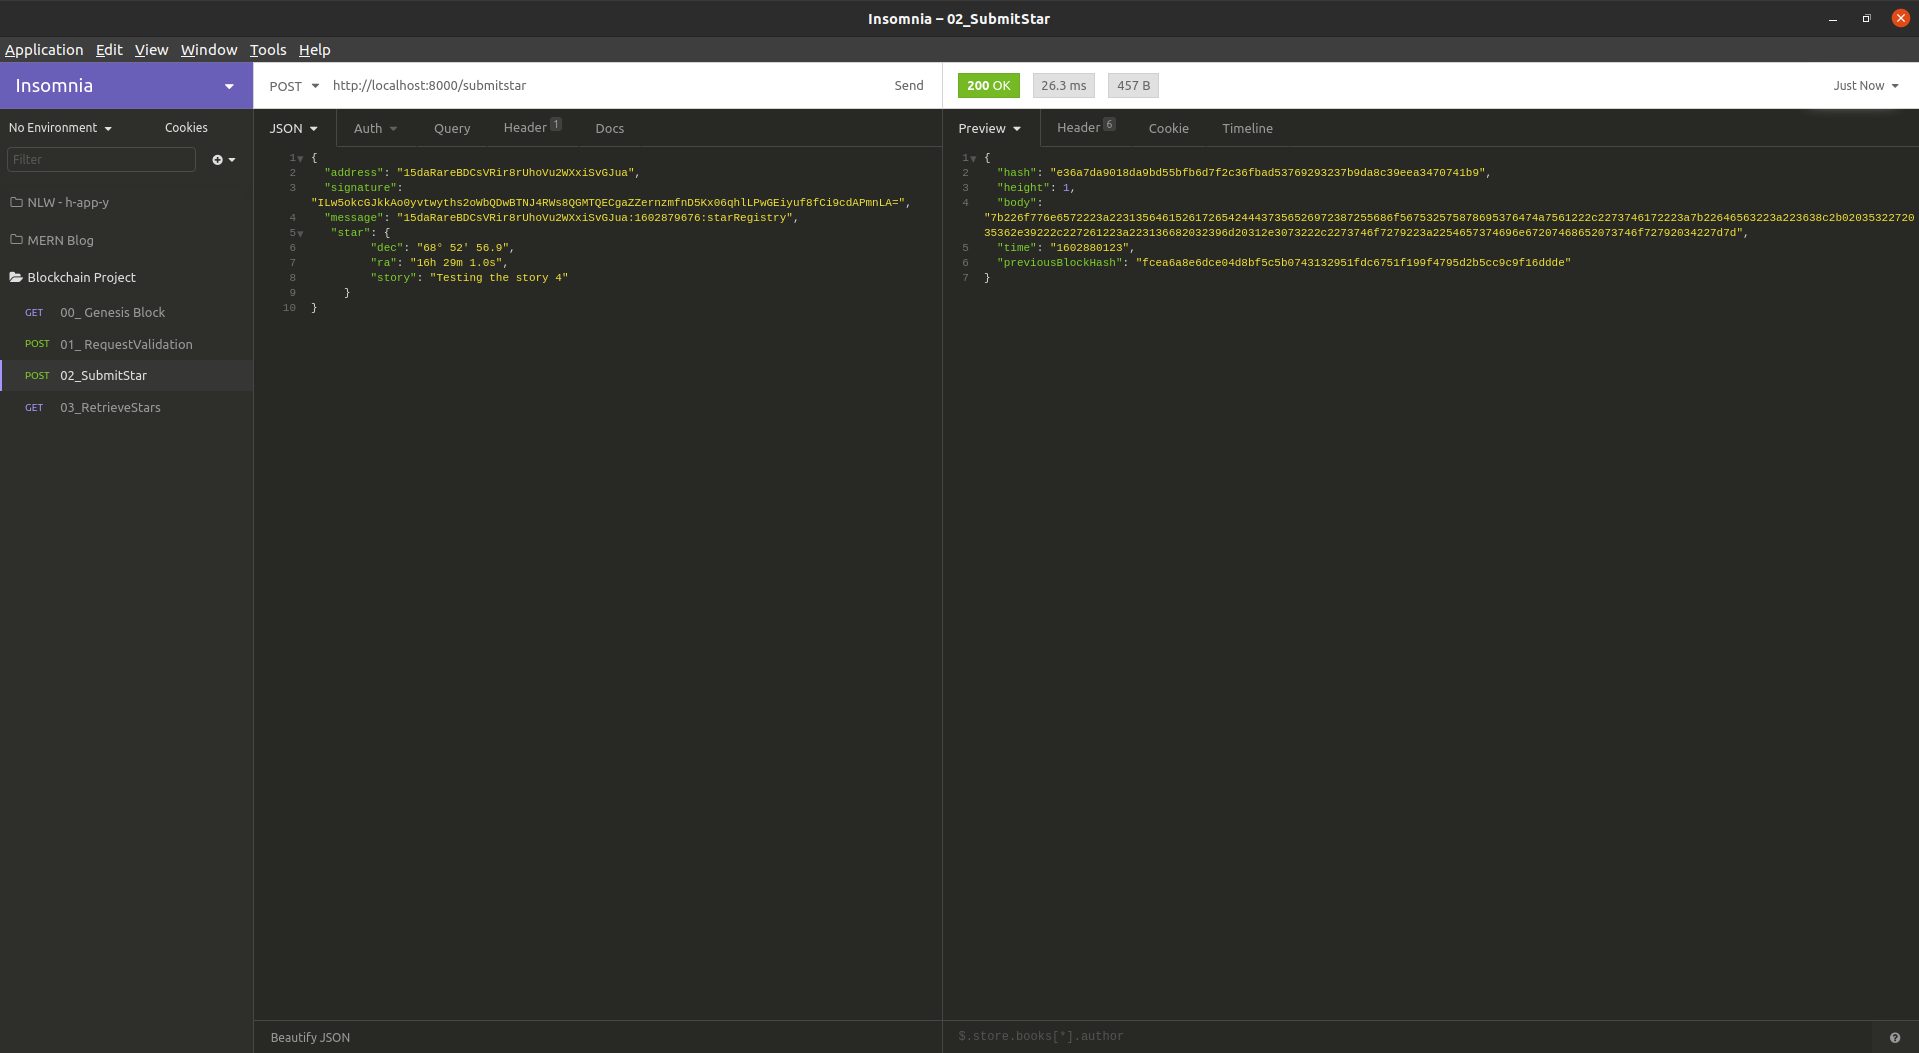 Insomnia – 02_SubmitStar
Application Edit View Window Tools Help
Insomnia
POST http://localhost:8000/submitstar Send
200 OK 26.3 ms 457 B Just Now
No Environment Cookies
Filter
NLW - h-app-y
MERN Blog
Blockchain Project
GET 00_ Genesis Block
POST 01_ RequestValidation
POST 02_SubmitStar
GET 03_RetrieveStars
JSON Auth Query Header 1 Docs
1 {
2 "address": "15daRareBDCsVRir8rUhoVu2WXxiSvGJua",
3 "signature":
"ILw5okcGJkkAo0yvtwyths2oWbQDwBTNJ4RWs8QGMTQECgaZZernzmfnD5Kx06qhlLPwGEiyuf8fCi9cdAPmnLA=",
4 "message": "15daRareBDCsVRir8rUhoVu2WXxiSvGJua:1602879676:starRegistry",
5 "star": {
6 "dec": "68° 52' 56.9",
7 "ra": "16h 29m 1.0s",
8 "story": "Testing the story 4"
9 }
10 }
Beautify JSON
Preview Header 6 Cookie Timeline
1 {
2 "hash": "e36a7da9018da9bd55bfb6d7f2c36fbad53769293237b9da8c39eea3470741b9",
3 "height": 1,
4 "body":
"7b226f776e6572223a2231356461526172654244437356526972387255686f567532575878695376474a7561222c2273746172223a7b22646563223a223638c2b02035322720
35362e39222c227261223a223136682032396d20312e3073222c2273746f7279223a2254657374696e67207468652073746f72792034227d7d",
5 "time": "1602880123",
6 "previousBlockHash": "fcea6a8e6dce04d8bf5c5b0743132951fdc6751f199f4795d2b5cc9c9f16ddde"
7 }
$.store.books[*].author